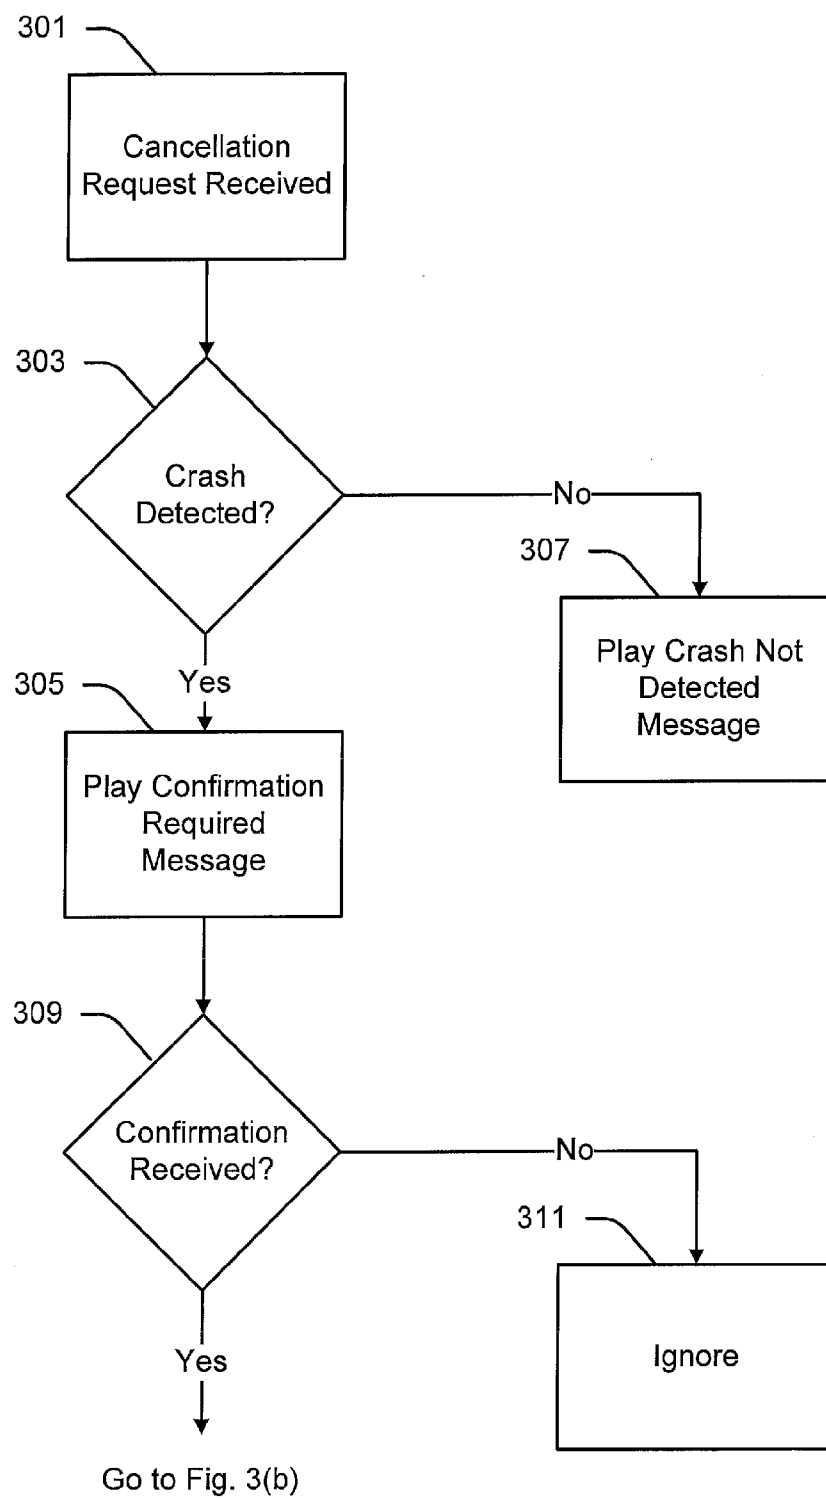 301
Cancellation
Request Received
303
Crash
Detected?
No
307
Play Crash Not
Detected
Message
Yes
305
Play Confirmation
Required
Message
309
Confirmation
Received?
No
311
Ignore
Yes
Go to Fig. 3(b)